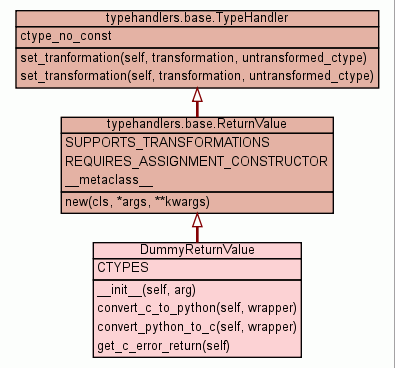 typehandlers.base.TypeHandler
ctype_no_const
set_tranformation(self, transformation, untransformed_ctype)
set_transformation(self, transformation, untransformed_ctype)
typehandlers.base.ReturnValue
SUPPORTS_TRANSFORMATIONS
REQUIRES_ASSIGNMENT_CONSTRUCTOR
__metaclass__
new(cls, *args, **kwargs)
DummyReturnValue
CTYPES
__init__(self, arg)
convert_c_to_python(self, wrapper)
convert_python_to_c(self, wrapper)
get_c_error_return(self)